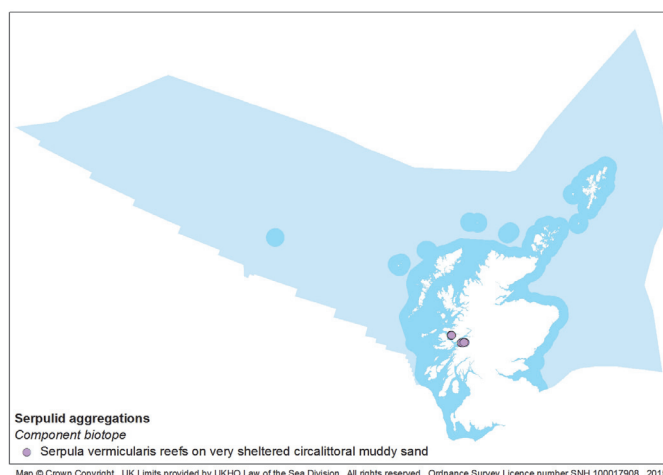 Serpulid aggregations
Component biotope
Serpula vermicularis reefs on very sheltered circalittoral muddy sand
Map © Crown Copyright. UK Limits provided by UKHO Law of the Sea Division. All rights reserved. Ordnance Survey Licence number SNH 100017908